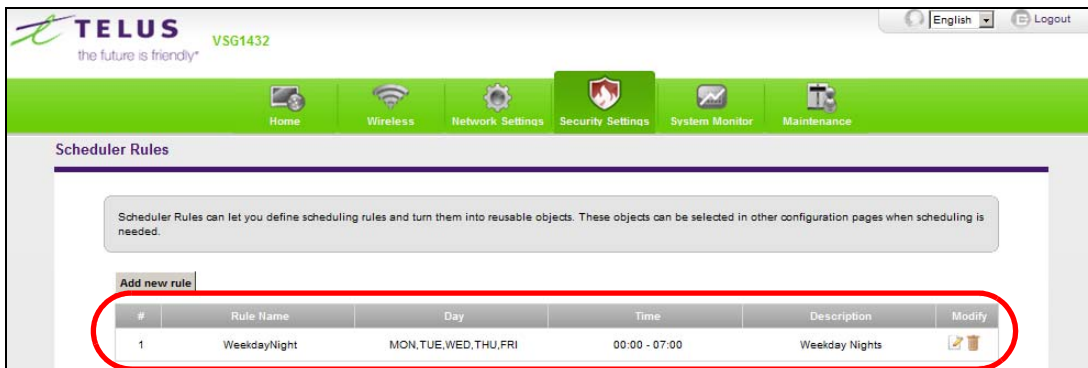 TELUS
the future is friendly*
VSG1432
English
Logout
Home
Wireless
Network Settings
Security Settings
System Monitor
Maintenance
Scheduler Rules
Scheduler Rules can let you define scheduling rules and turn them into reusable objects. These objects can be selected in other configuration pages when scheduling is
needed.
Add new rule
# Rule Name Day Time Description Modify
1 WeekdayNight MON,TUE,WED,THU,FRI 00:00 - 07:00 Weekday Nights